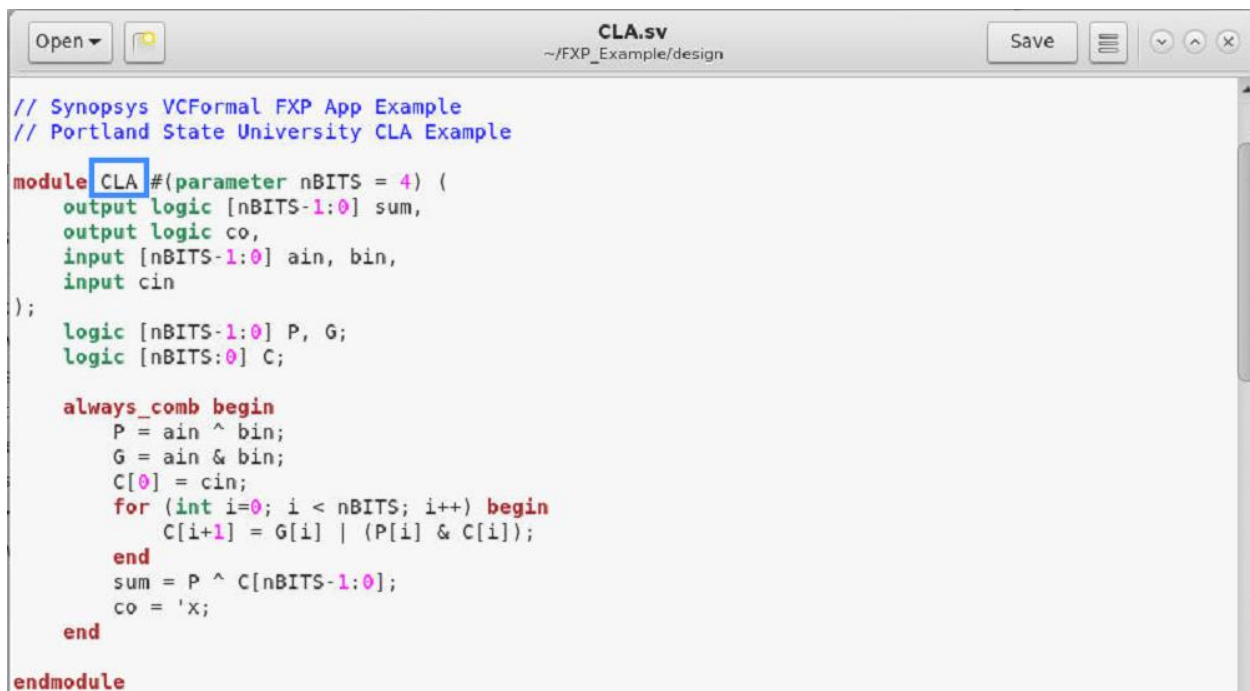 Open
CLA.sv
~/FXP_Example/design
Save
// Synopsys VCFormal FXP App Example
// Portland State University CLA Example
module CLA #(parameter nBITS = 4) (
    output logic [nBITS-1:0] sum,
    output logic co,
    input [nBITS-1:0] ain, bin,
    input cin
);
    logic [nBITS-1:0] P, G;
    logic [nBITS:0] C;
    always_comb begin
        P = ain ^ bin;
        G = ain & bin;
        C[0] = cin;
        for (int i=0; i < nBITS; i++) begin
            C[i+1] = G[i] | (P[i] & C[i]);
        end
        sum = P ^ C[nBITS-1:0];
        co = 'x;
    end
endmodule